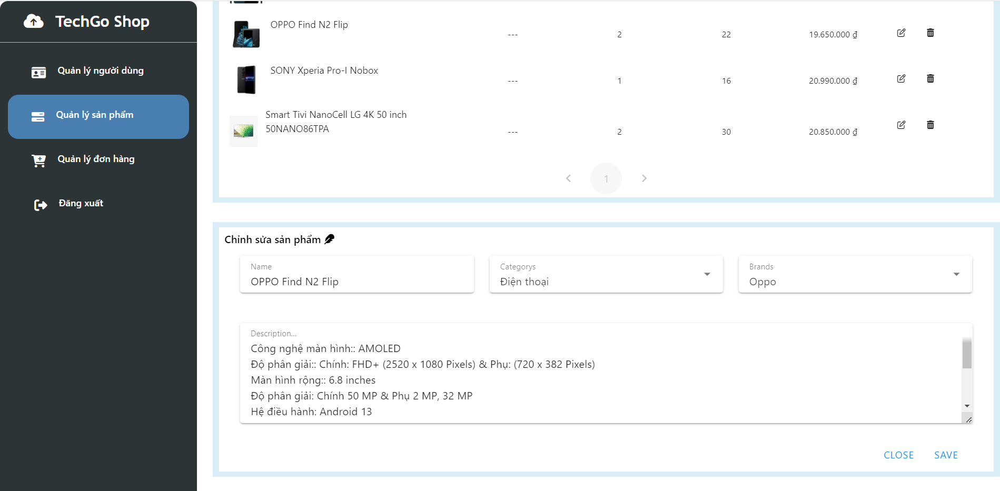 TechGo Shop
Quản lý người dùng
Quản lý sản phẩm
Quản lý đơn hàng
Đăng xuất
OPPO Find N2 Flip
--- 2 22 19.650.000 ₫
SONY Xperia Pro-I Nobox
--- 1 16 20.990.000 ₫
Smart Tivi NanoCell LG 4K 50 inch
50NANO86TPA
--- 2 30 20.850.000 ₫
1
Chỉnh sửa sản phẩm
Name
OPPO Find N2 Flip
Categorys
Điện thoại
Brands
Oppo
Description...
Công nghệ màn hình:: AMOLED
Độ phân giải:: Chính: FHD+ (2520 x 1080 Pixels) & Phụ: (720 x 382 Pixels)
Màn hình rộng:: 6.8 inches
Độ phân giải: Chính 50 MP & Phụ 2 MP, 32 MP
Hệ điều hành: Android 13
CLOSE SAVE